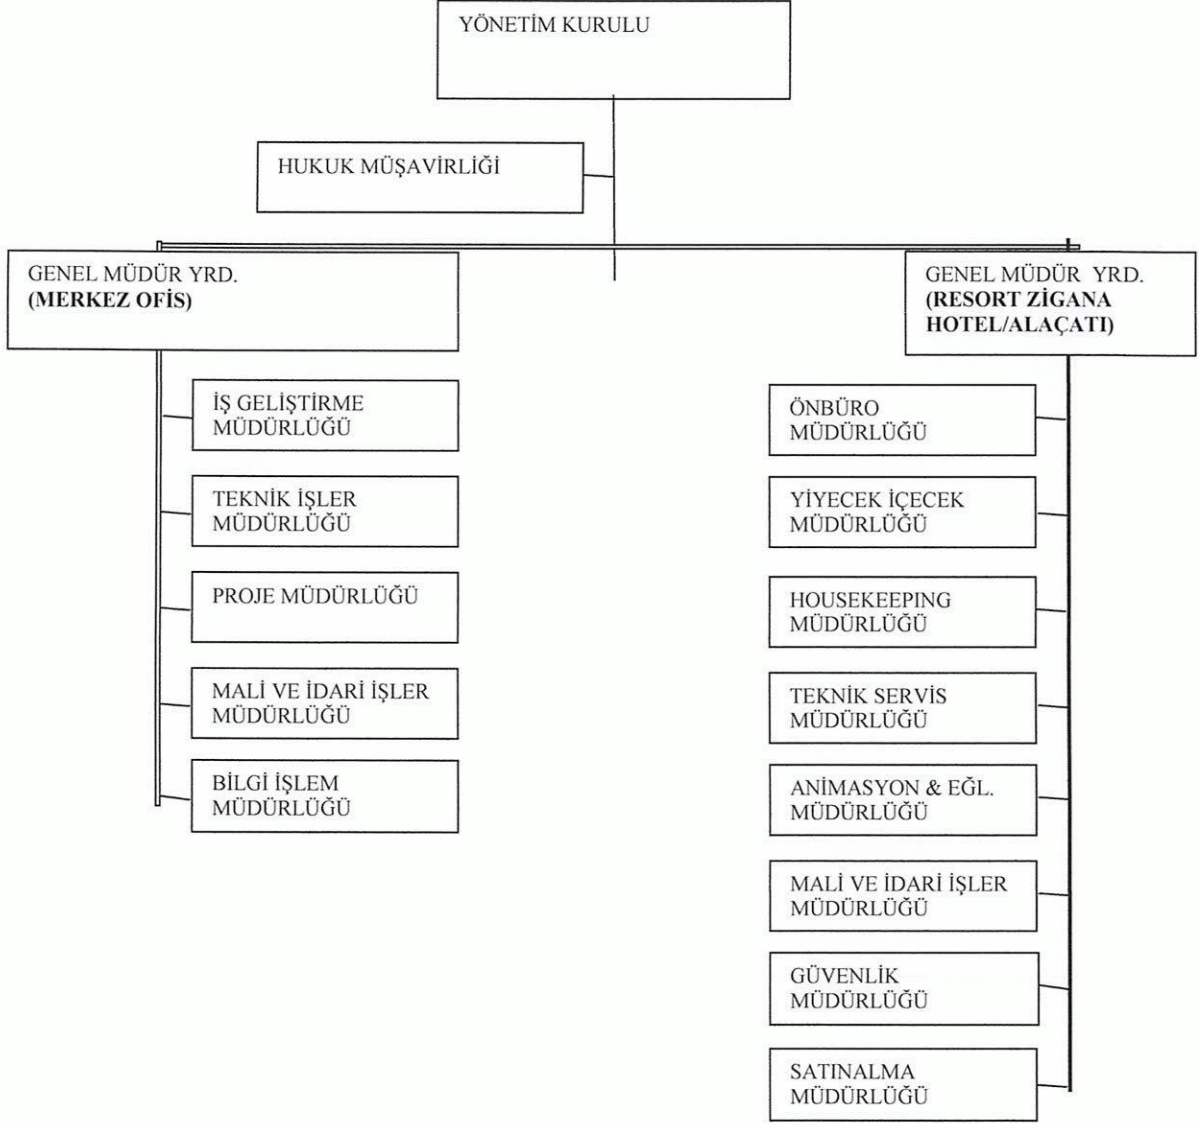 YÖNETİM KURULU
HUKUK MÜŞAVİRLİĞİ
GENEL MÜDÜR YRD.
(MERKEZ OFİS)
GENEL MÜDÜR YRD.
(RESORT ZİGANA
HOTEL/ALAÇATI)
İŞ GELİŞTİRME
MÜDÜRLÜĞÜ
TEKNİK İŞLER
MÜDÜRLÜĞÜ
PROJE MÜDÜRLÜĞÜ
MALİ VE İDARİ İŞLER
MÜDÜRLÜĞÜ
BİLGİ İŞLEM
MÜDÜRLÜĞÜ
ÖNBÜRO
MÜDÜRLÜĞÜ
YİYECEK İÇECEK
MÜDÜRLÜĞÜ
HOUSEKEEPING
MÜDÜRLÜĞÜ
TEKNİK SERVİS
MÜDÜRLÜĞÜ
ANİMASYON & EĞL.
MÜDÜRLÜĞÜ
MALİ VE İDARİ İŞLER
MÜDÜRLÜĞÜ
GÜVENLİK
MÜDÜRLÜĞÜ
SATINALMA
MÜDÜRLÜĞÜ